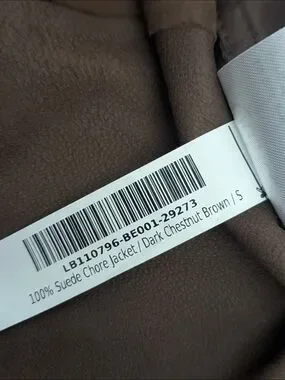 LB110796-BE001-29273
100% Suede Chore Jacket / Dark Chestnut Brown / S